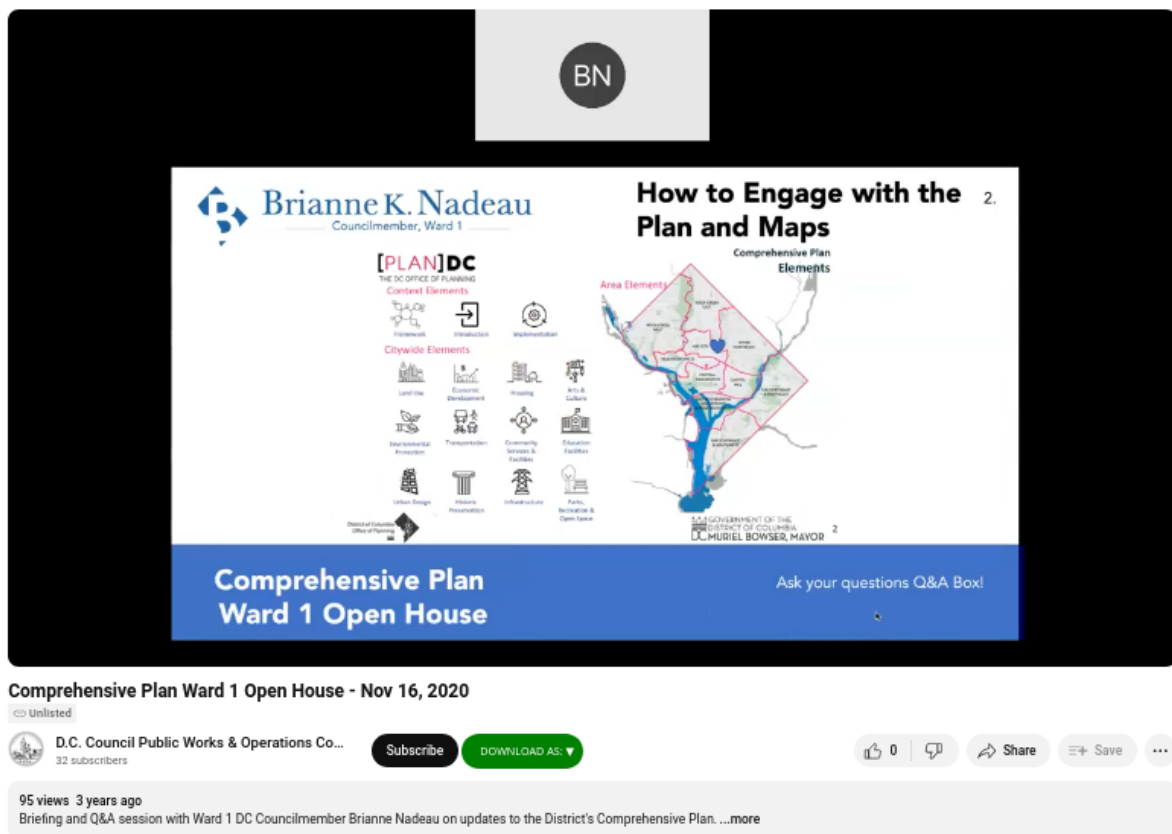 BN
Brianne K. Nadeau
Councilmember, Ward 1
How to Engage with the
Plan and Maps
2.
[PLAN]DC
THE DC OFFICE OF PLANNING
Context Elements
Framework
Introduction
Implementation
Citywide Elements
Land Use
Economic
Development
Housing
Arts &
Culture
Environmental
Protection
Transportation
Community
Services &
Facilities
Education
Facilities
Urban Design
Historic
Preservation
Infrastructure
Parks,
Recreation &
Open Space
District of Columbia
Office of Planning
Comprehensive Plan
Elements
Area Elements
GOVERNMENT OF THE
DISTRICT OF COLUMBIA
DC MURIEL BOWSER, MAYOR
2
Comprehensive Plan
Ward 1 Open House
Ask your questions Q&A Box!
Comprehensive Plan Ward 1 Open House - Nov 16, 2020
Unlisted
D.C. Council Public Works & Operations Co...
32 subscribers
Subscribe
DOWNLOAD AS: ▼
0
Share
Save
95 views 3 years ago
Briefing and Q&A session with Ward 1 DC Councilmember Brianne Nadeau on updates to the District's Comprehensive Plan. ...more